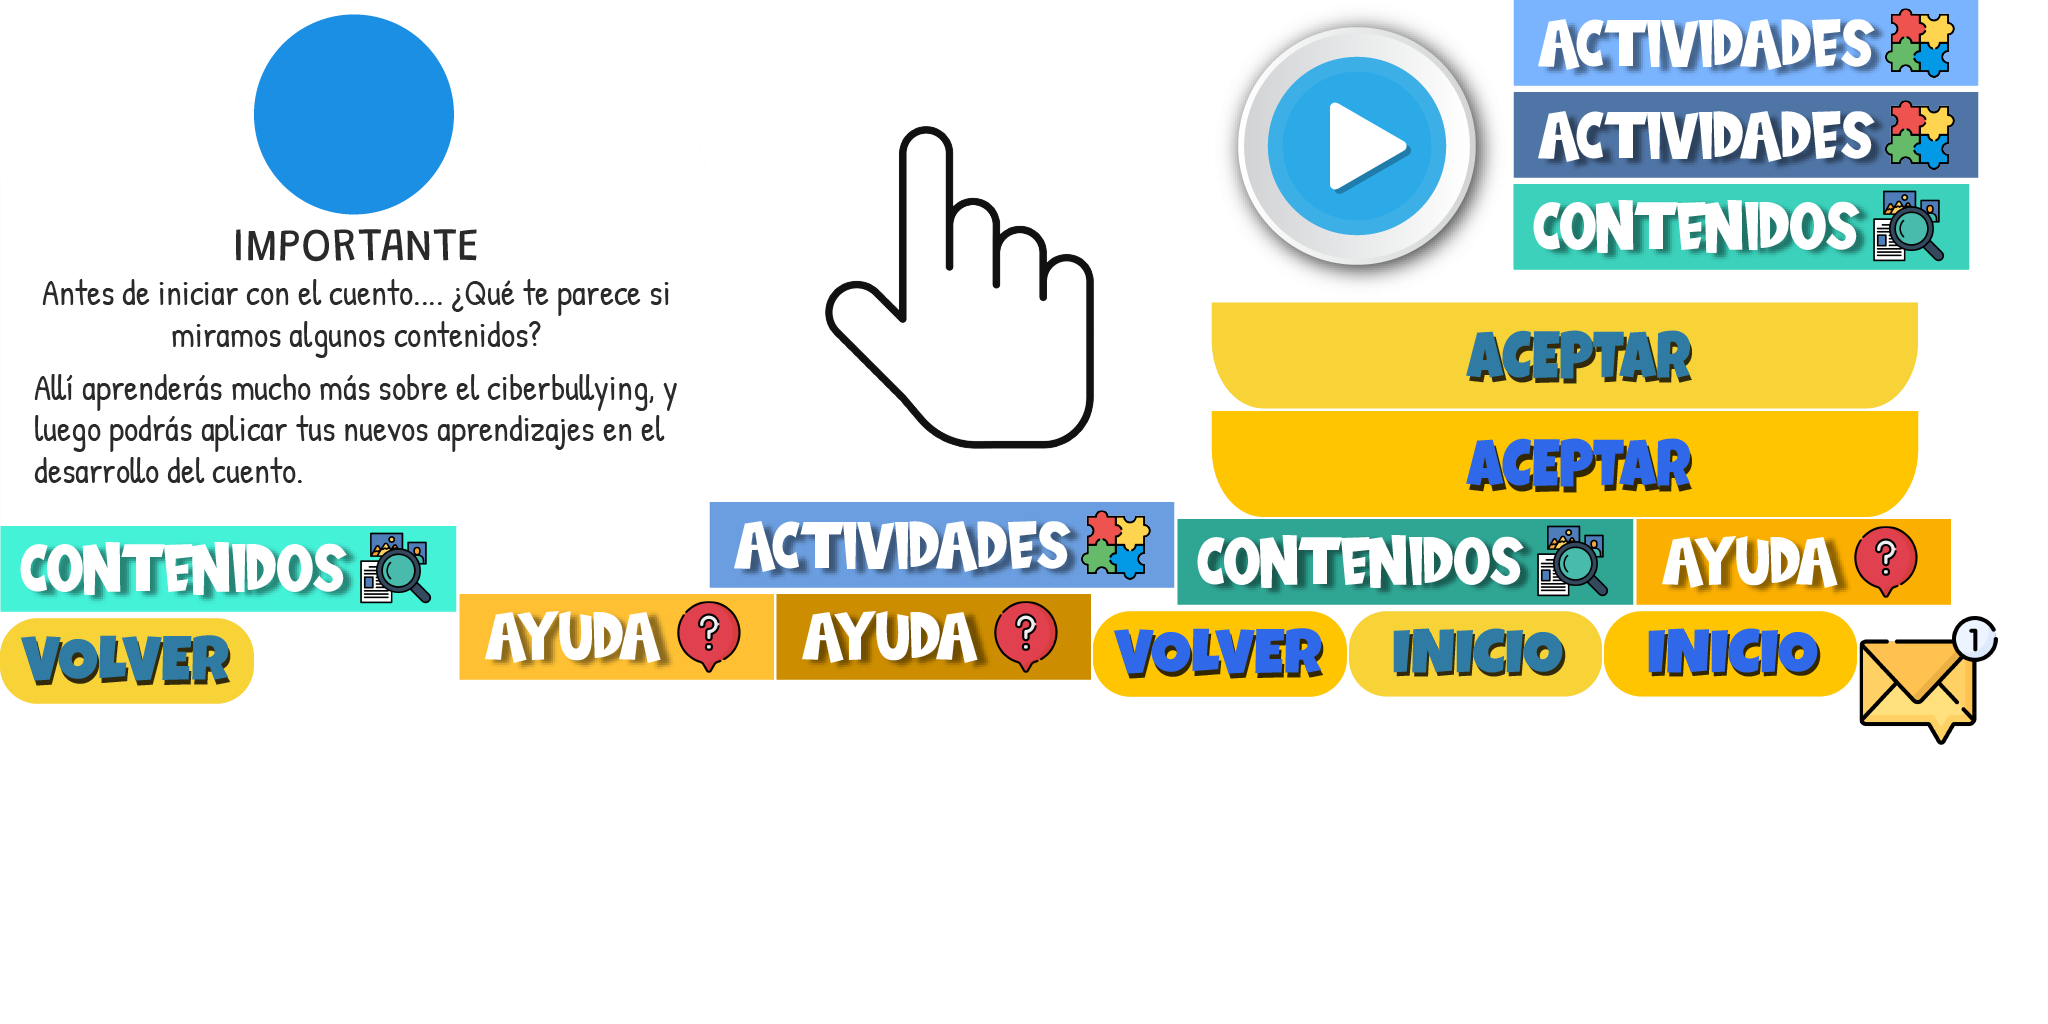 ACTIVIDADES
ACTIVIDADES
CONTENIDOS
IMPORTANTE
Antes de iniciar con el cuento.... ¿Qué te parece si
miramos algunos contenidos?
Allí aprenderás mucho más sobre el ciberbullying, y
luego podrás aplicar tus nuevos aprendizajes en el
desarrollo del cuento.
ACEPTAR
ACEPTAR
CONTENIDOS
ACTIVIDADES
CONTENIDOS
AYUDA
?
VOLVER
AYUDA
?
AYUDA
?
VOLVER
INICIO
INICIO
1